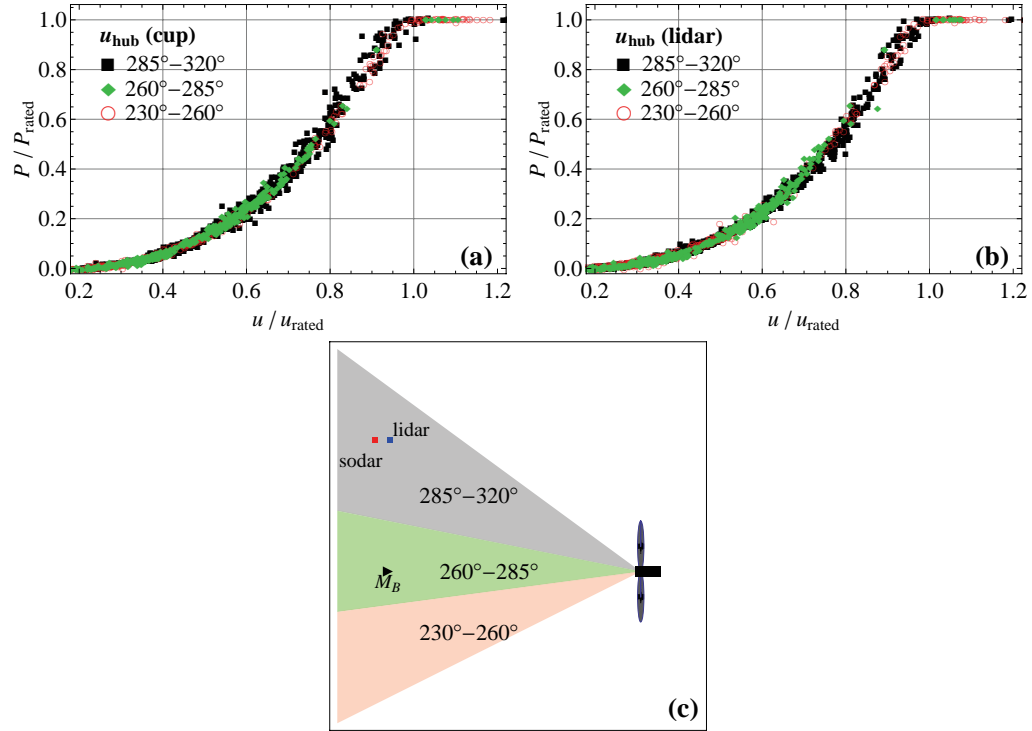 1.0
0.8
0.6
0.4
0.2
0.0
P / P_rated
u_hub (cup)
285°−320°
260°−285°
230°−260°
(a)
0.2 0.4 0.6 0.8 1.0 1.2
u / u_rated
1.0
0.8
0.6
0.4
0.2
0.0
P / P_rated
u_hub (lidar)
285°−320°
260°−285°
230°−260°
(b)
0.2 0.4 0.6 0.8 1.0 1.2
u / u_rated
lidar
sodar
285°−320°
260°−285°
M_B
230°−260°
(c)